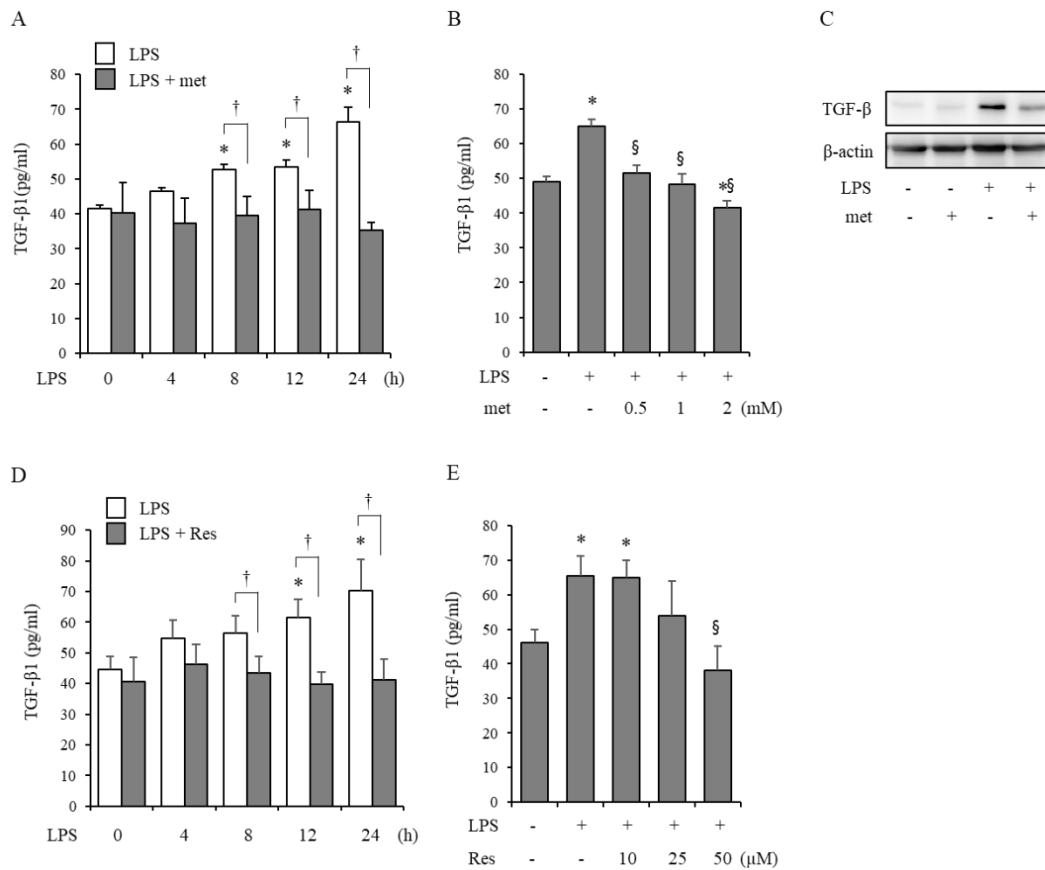 A
LPS
LPS + met
TGF-β1(pg/ml)
80
70
60
50
40
30
20
10
0
* † * † * †
LPS 0 4 8 12 24 (h)
B
TGF-β1 (pg/ml)
80
70
60
50
40
30
20
10
0
* § § *§
LPS - + + + +
met - - 0.5 1 2 (mM)
C
TGF-β
β-actin
LPS - - + +
met - + - +
D
LPS
LPS + Res
TGF-β1 (pg/ml)
90
80
70
60
50
40
30
20
10
0
† * † * †
LPS 0 4 8 12 24 (h)
E
TGF-β1 (pg/ml)
80
70
60
50
40
30
20
10
0
* * §
LPS - + + + +
Res - - 10 25 50 (μM)